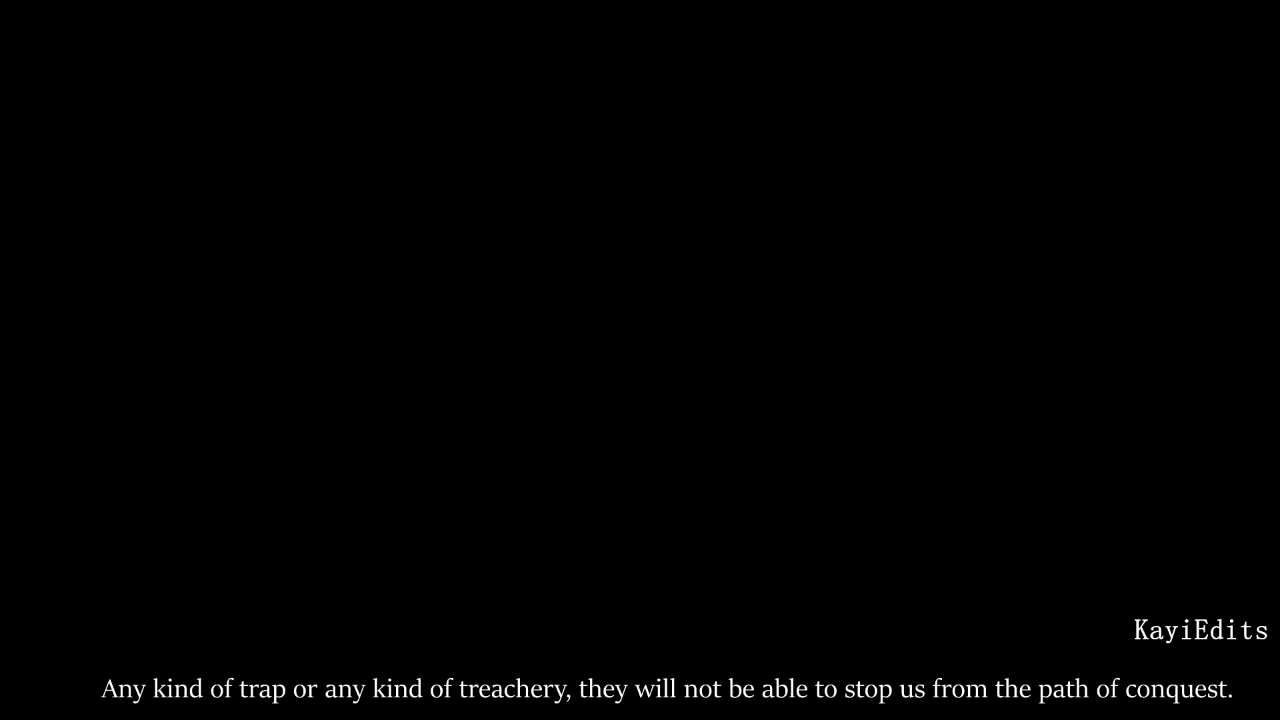 KayiEdits
Any kind of trap or any kind of treachery, they will not be able to stop us from the path of conquest.